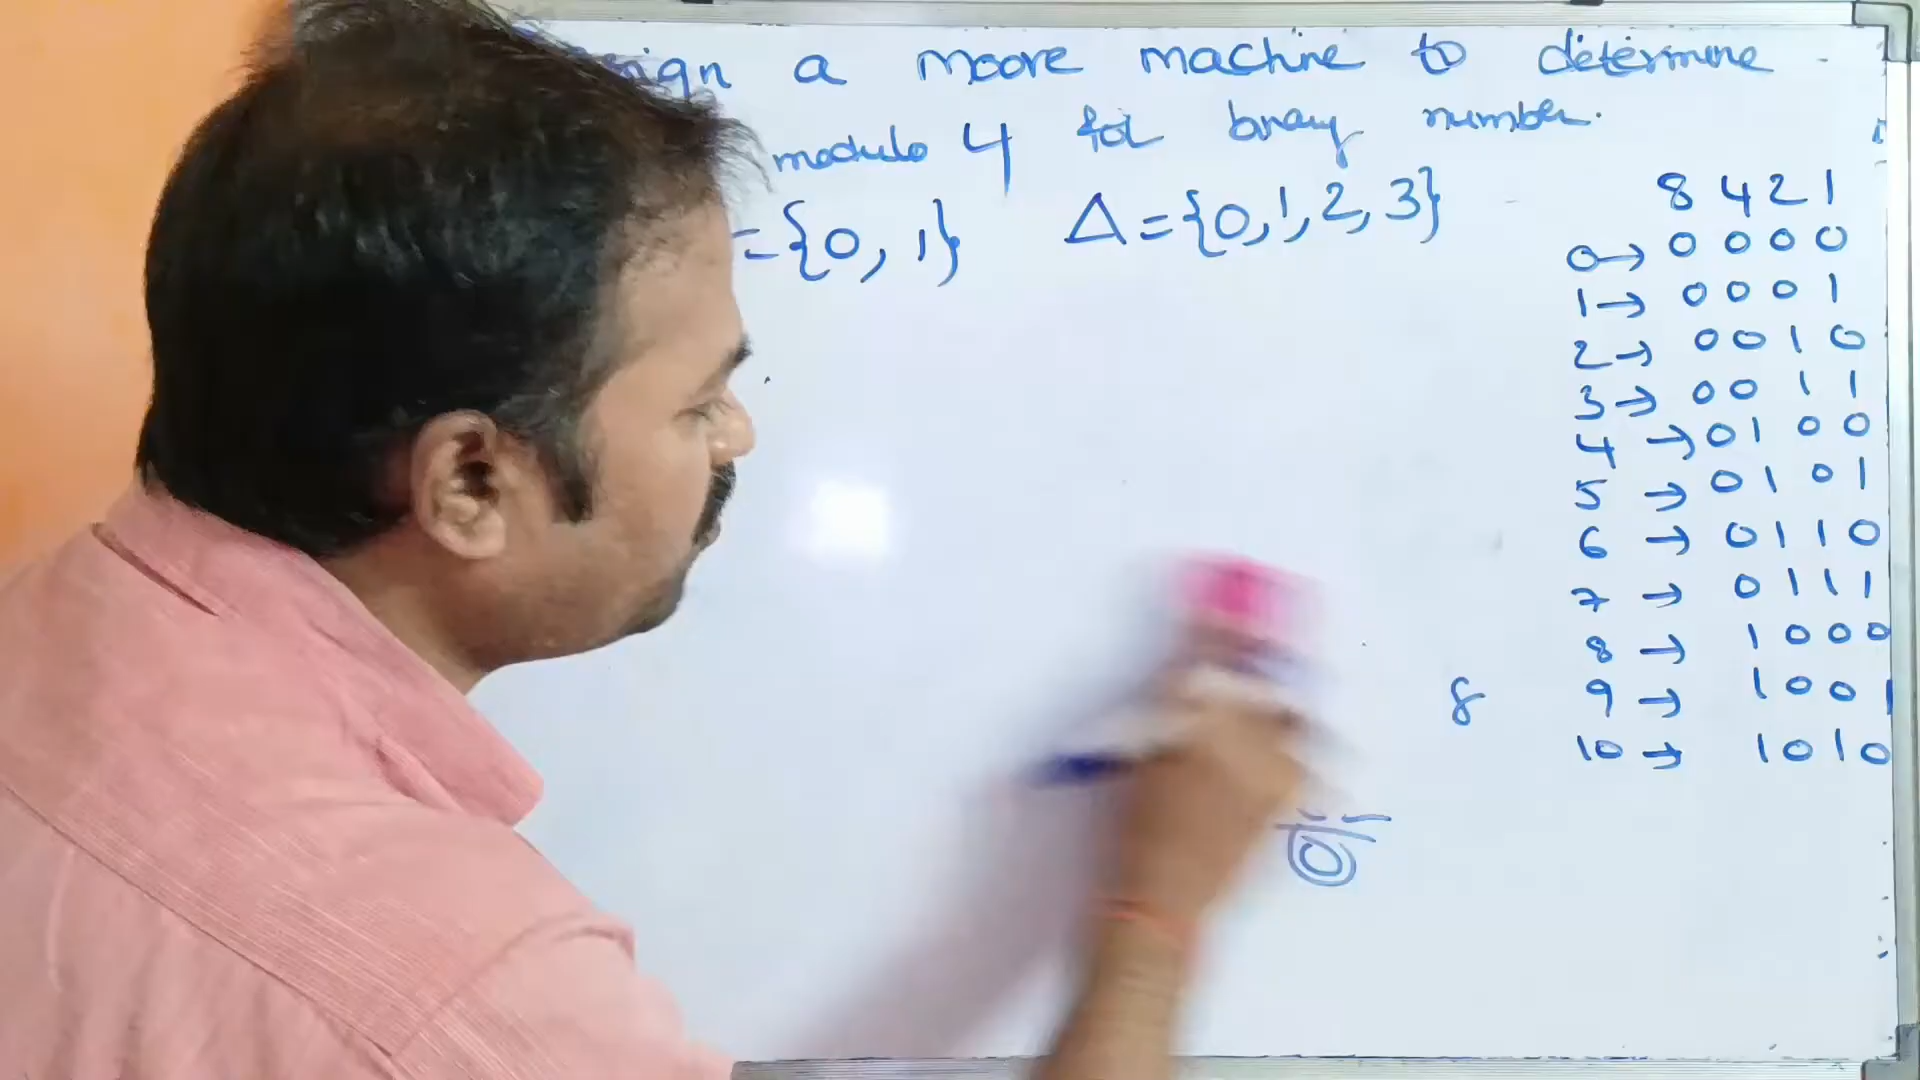 a moore machine to determine
modulo 4 for binary number.
= {0, 1} Δ = {0, 1, 2, 3}
8 4 2 1
0 → 0 0 0 0
1 → 0 0 0 1
2 → 0 0 1 0
3 → 0 0 1 1
4 → 0 1 0 0
5 → 0 1 0 1
6 → 0 1 1 0
7 → 0 1 1 1
8 → 1 0 0 0
8
9 → 1 0 0 1
10 → 1 0 1 0
0